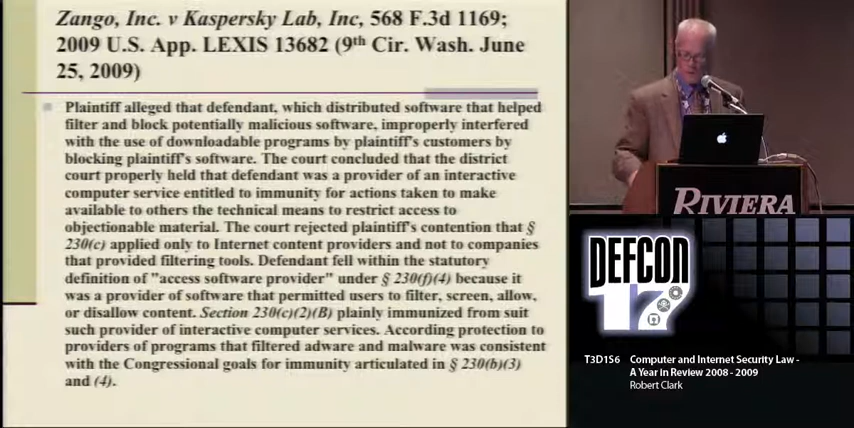 Zango, Inc. v Kaspersky Lab, Inc, 568 F.3d 1169;
2009 U.S. App. LEXIS 13682 (9th Cir. Wash. June
25, 2009)
Plaintiff alleged that defendant, which distributed software that helped
filter and block potentially malicious software, improperly interfered
with the use of downloadable programs by plaintiff's customers by
blocking plaintiff's software. The court concluded that the district
court properly held that defendant was a provider of an interactive
computer service entitled to immunity for actions taken to make
available to others the technical means to restrict access to
objectionable material. The court rejected plaintiff's contention that §
230(c) applied only to Internet content providers and not to companies
that provided filtering tools. Defendant fell within the statutory
definition of "access software provider" under § 230(f)(4) because it
was a provider of software that permitted users to filter, screen, allow,
or disallow content. Section 230(c)(2)(B) plainly immunized from suit
such provider of interactive computer services. According protection to
providers of programs that filtered adware and malware was consistent
with the Congressional goals for immunity articulated in § 230(b)(3)
and (4).
RIVIERA
DEFCON
17
T3D1S6 Computer and Internet Security Law -
A Year in Review 2008 - 2009
Robert Clark